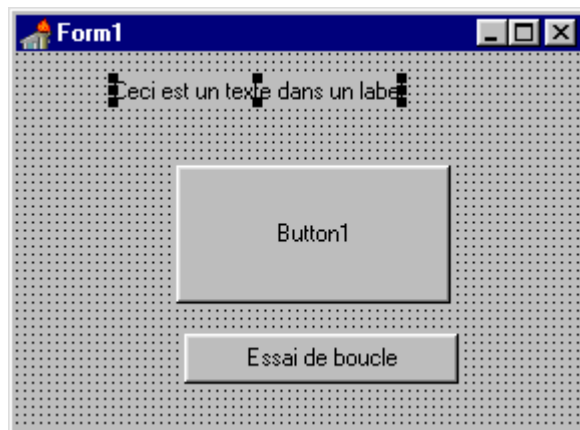 Form1
Ceci est un texte dans un label
Button1
Essai de boucle